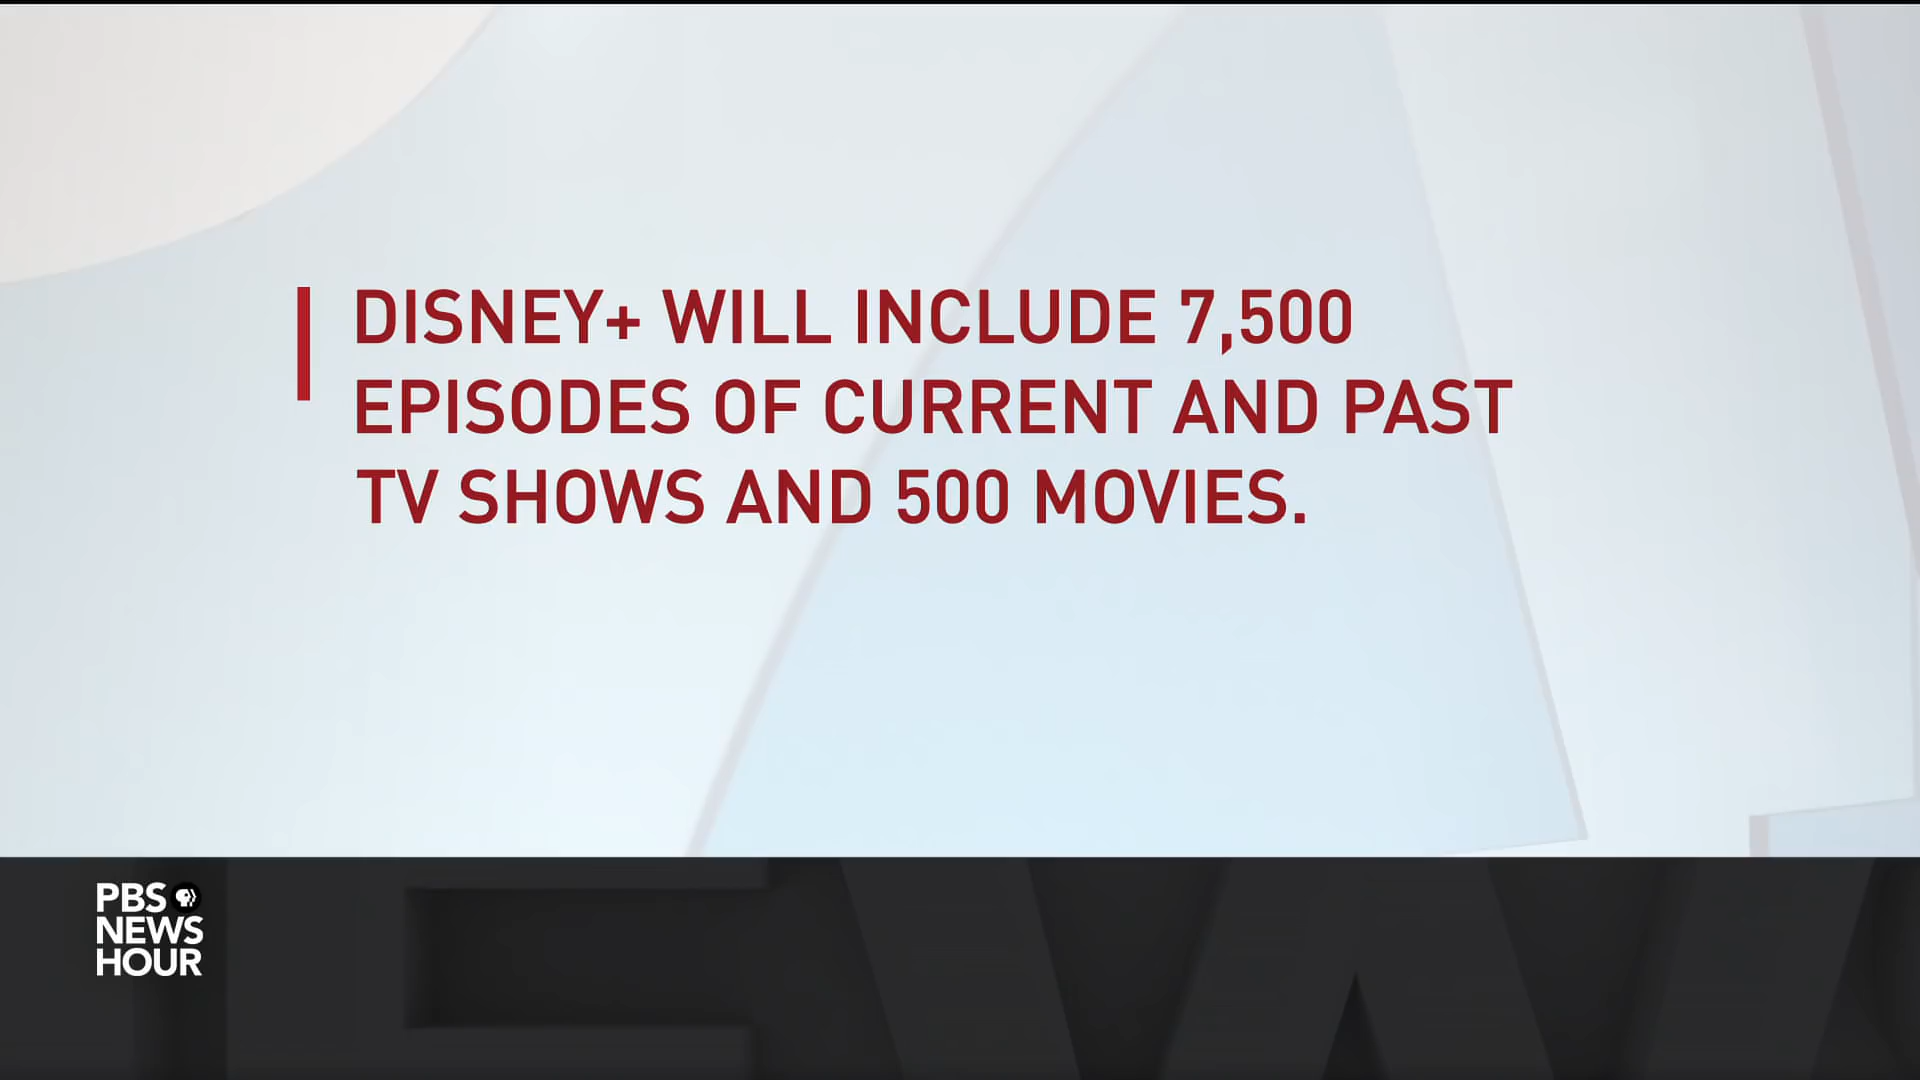 DISNEY+ WILL INCLUDE 7,500
EPISODES OF CURRENT AND PAST
TV SHOWS AND 500 MOVIES.
PBS
NEWS
HOUR